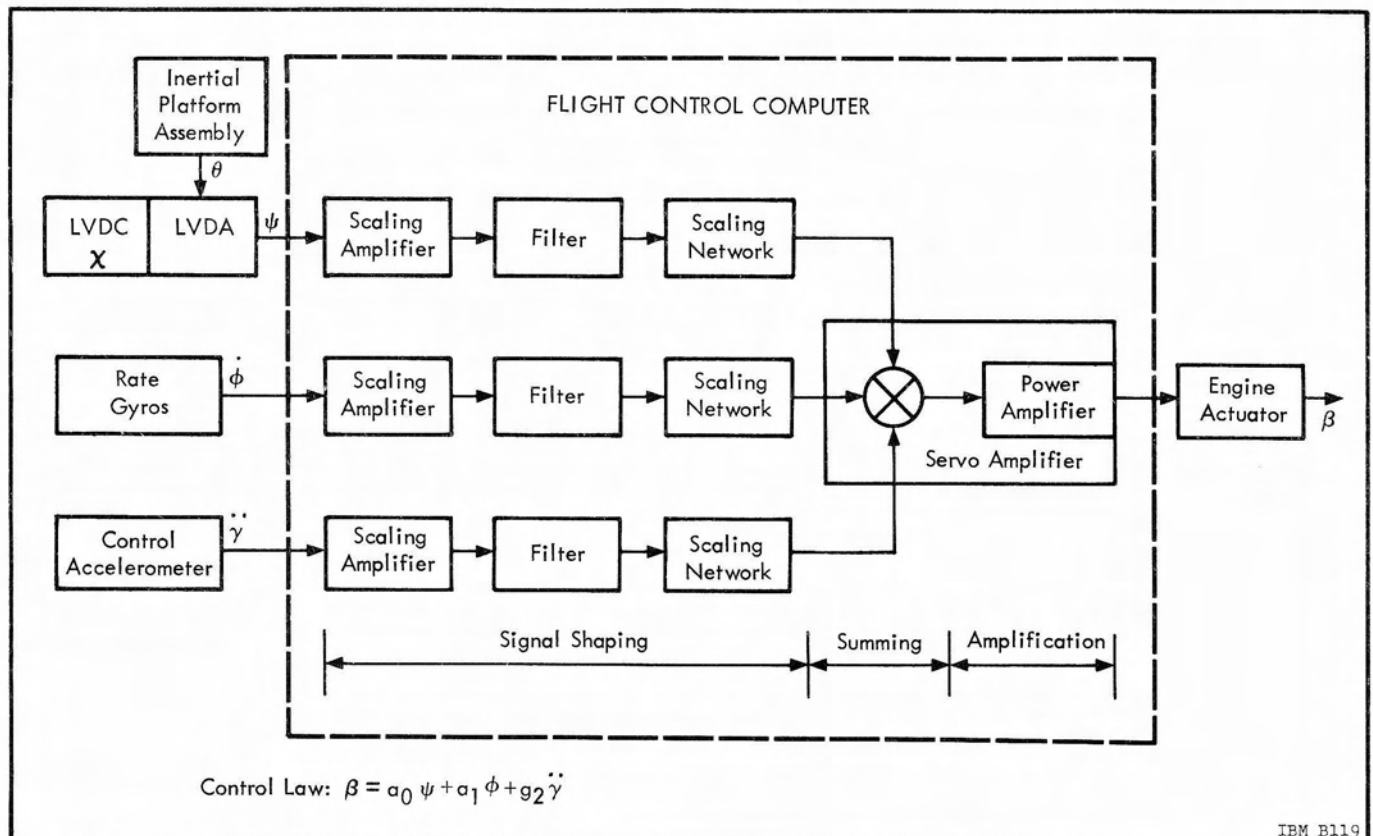 Inertial
Platform
Assembly
FLIGHT CONTROL COMPUTER
θ
LVDC
χ
LVDA
ψ
Scaling
Amplifier
Filter
Scaling
Network
Rate
Gyros
φ̇
Scaling
Amplifier
Filter
Scaling
Network
Power
Amplifier
Servo Amplifier
Engine
Actuator
β
Control
Accelerometer
γ̈
Scaling
Amplifier
Filter
Scaling
Network
Signal Shaping
Summing
Amplification
Control Law: β = a₀ ψ + a₁ φ + g₂ γ̈
IBM B119